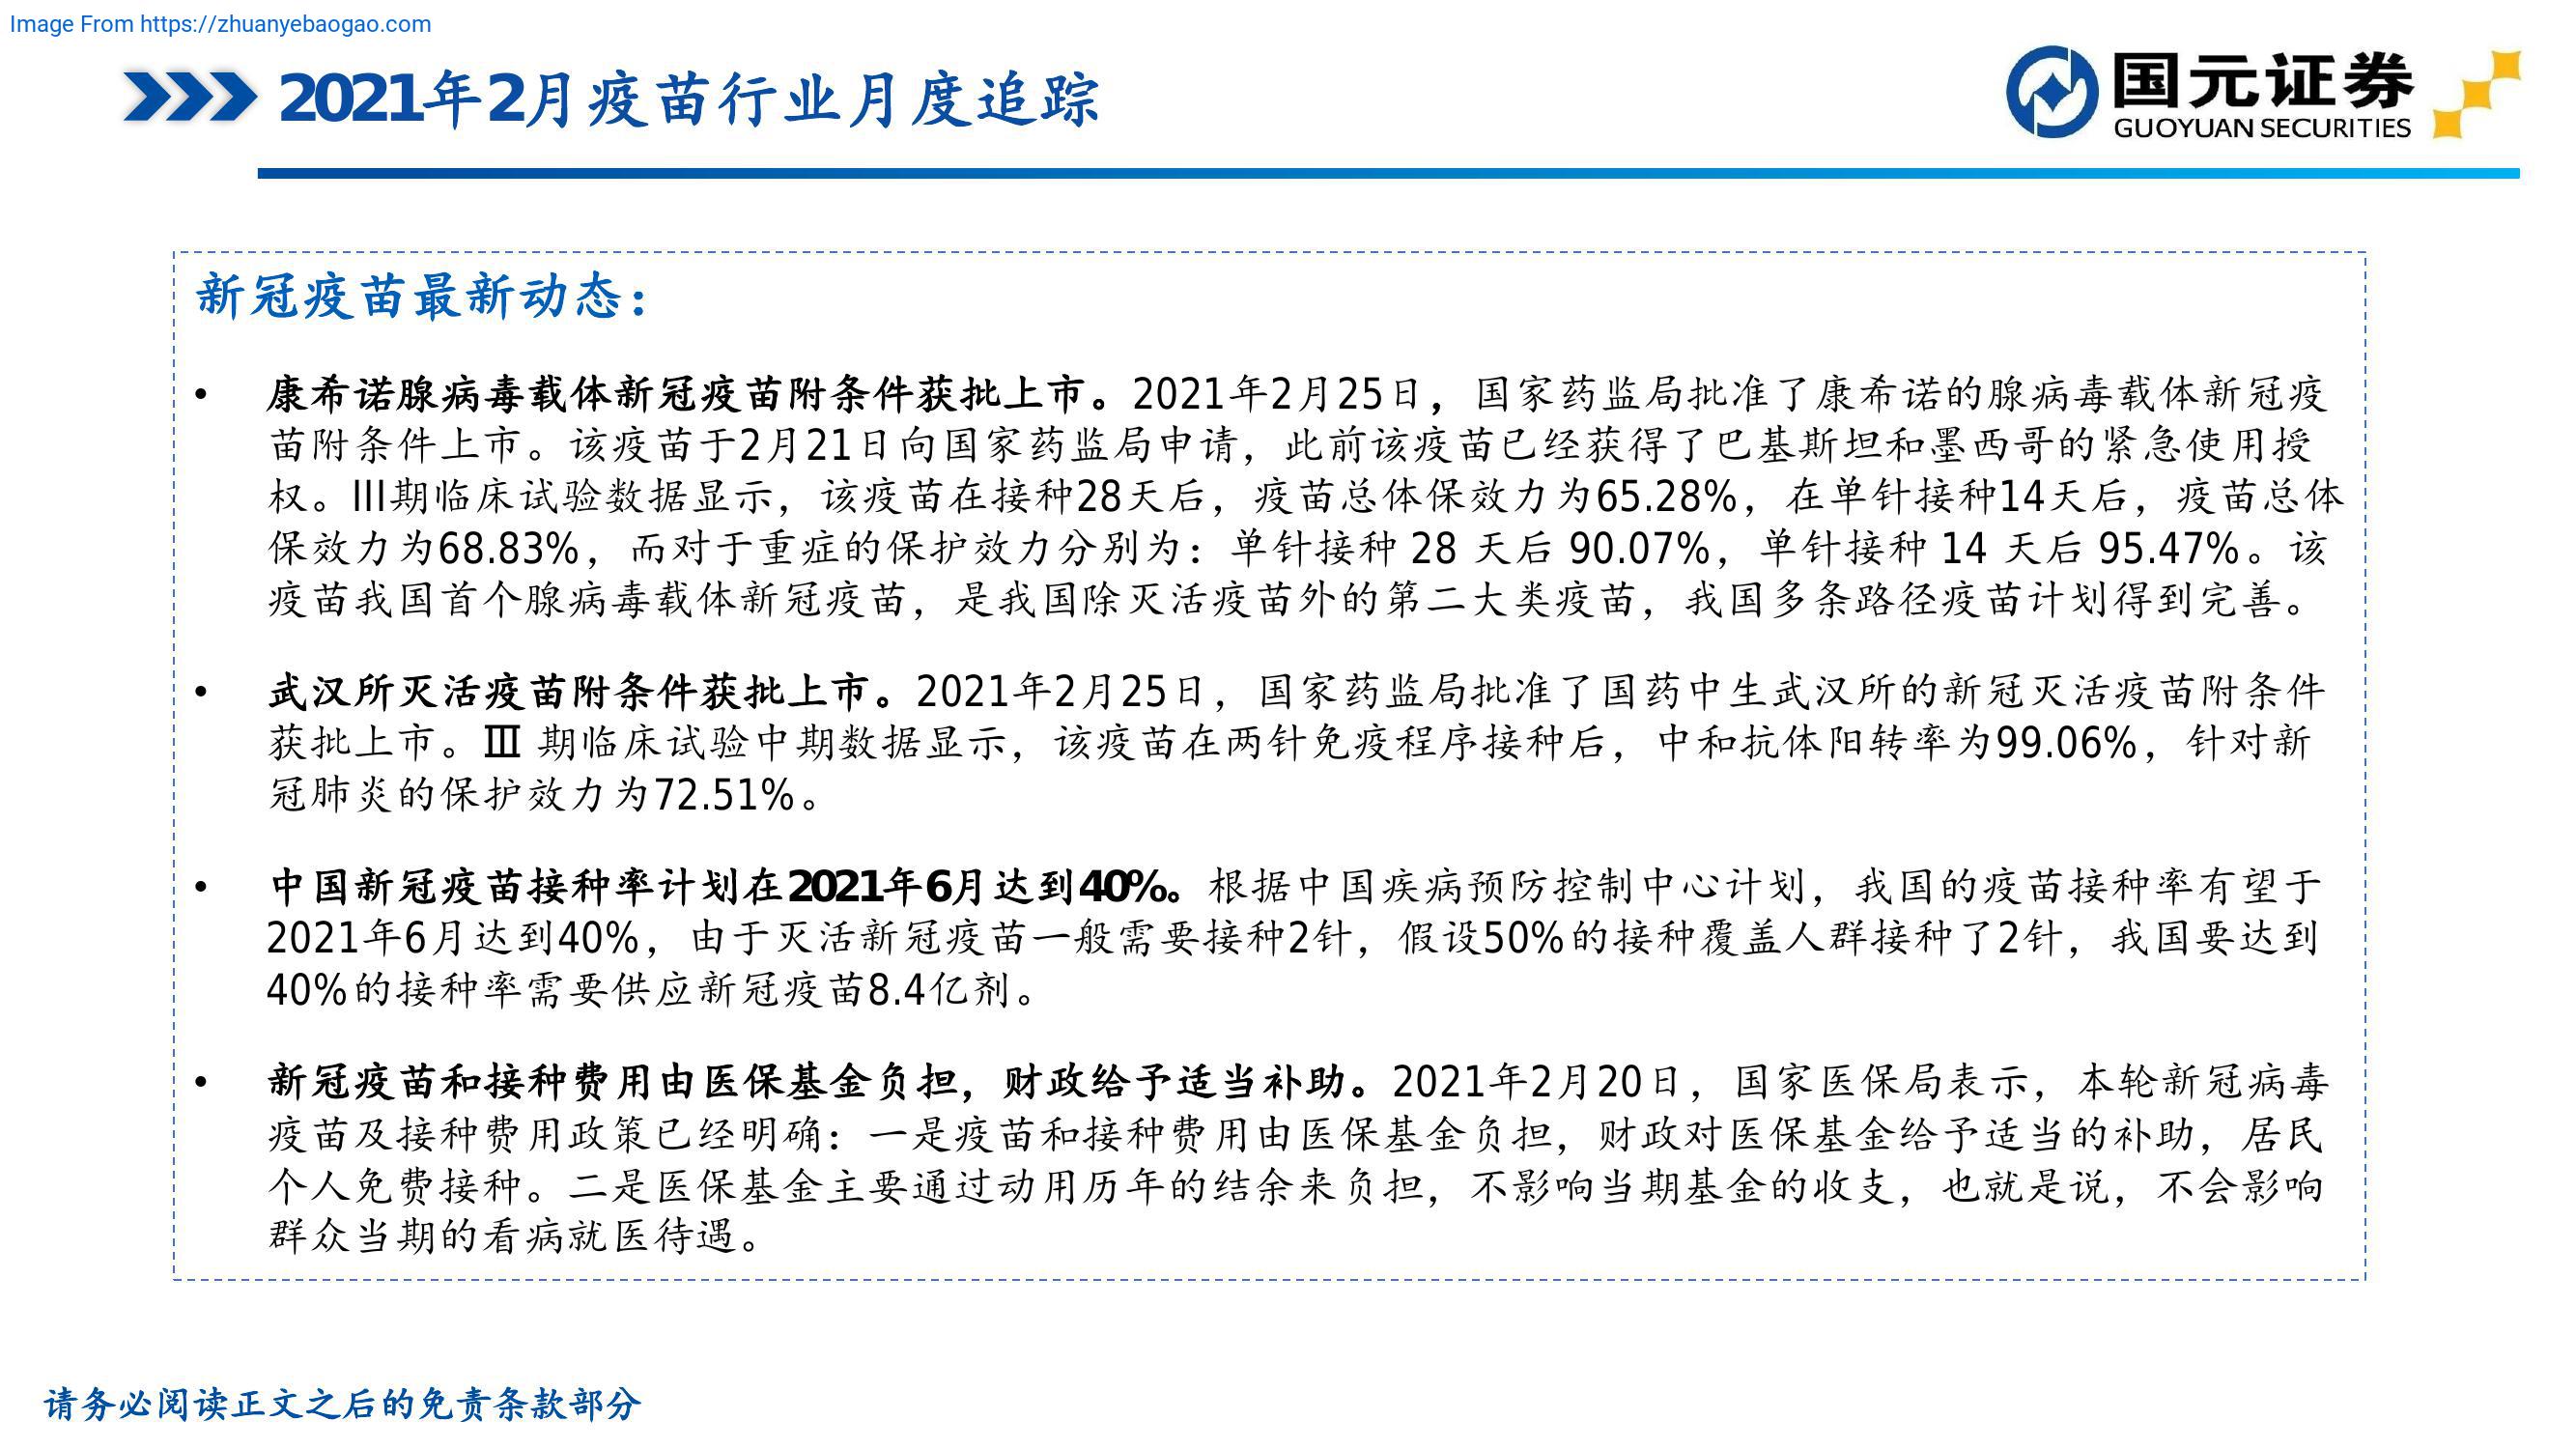 Image From https://zhuanyebaogao.com
2021年2月疫苗行业月度追踪
国元证券
GUOYUAN SECURITIES
新冠疫苗最新动态：
• 康希诺腺病毒载体新冠疫苗附条件获批上市。2021年2月25日，国家药监局批准了康希诺的腺病毒载体新冠疫
苗附条件上市。该疫苗于2月21日向国家药监局申请，此前该疫苗已经获得了巴基斯坦和墨西哥的紧急使用授
权。III期临床试验数据显示，该疫苗在接种28天后，疫苗总体保效力为65.28%，在单针接种14天后，疫苗总体
保效力为68.83%，而对于重症的保护效力分别为：单针接种 28 天后 90.07%，单针接种 14 天后 95.47%。该
疫苗我国首个腺病毒载体新冠疫苗，是我国除灭活疫苗外的第二大类疫苗，我国多条路径疫苗计划得到完善。
• 武汉所灭活疫苗附条件获批上市。2021年2月25日，国家药监局批准了国药中生武汉所的新冠灭活疫苗附条件
获批上市。Ⅲ 期临床试验中期数据显示，该疫苗在两针免疫程序接种后，中和抗体阳转率为99.06%，针对新
冠肺炎的保护效力为72.51%。
• 中国新冠疫苗接种率计划在2021年6月达到40%。根据中国疾病预防控制中心计划，我国的疫苗接种率有望于
2021年6月达到40%，由于灭活新冠疫苗一般需要接种2针，假设50%的接种覆盖人群接种了2针，我国要达到
40%的接种率需要供应新冠疫苗8.4亿剂。
• 新冠疫苗和接种费用由医保基金负担，财政给予适当补助。2021年2月20日，国家医保局表示，本轮新冠病毒
疫苗及接种费用政策已经明确：一是疫苗和接种费用由医保基金负担，财政对医保基金给予适当的补助，居民
个人免费接种。二是医保基金主要通过动用历年的结余来负担，不影响当期基金的收支，也就是说，不会影响
群众当期的看病就医待遇。
请务必阅读正文之后的免责条款部分